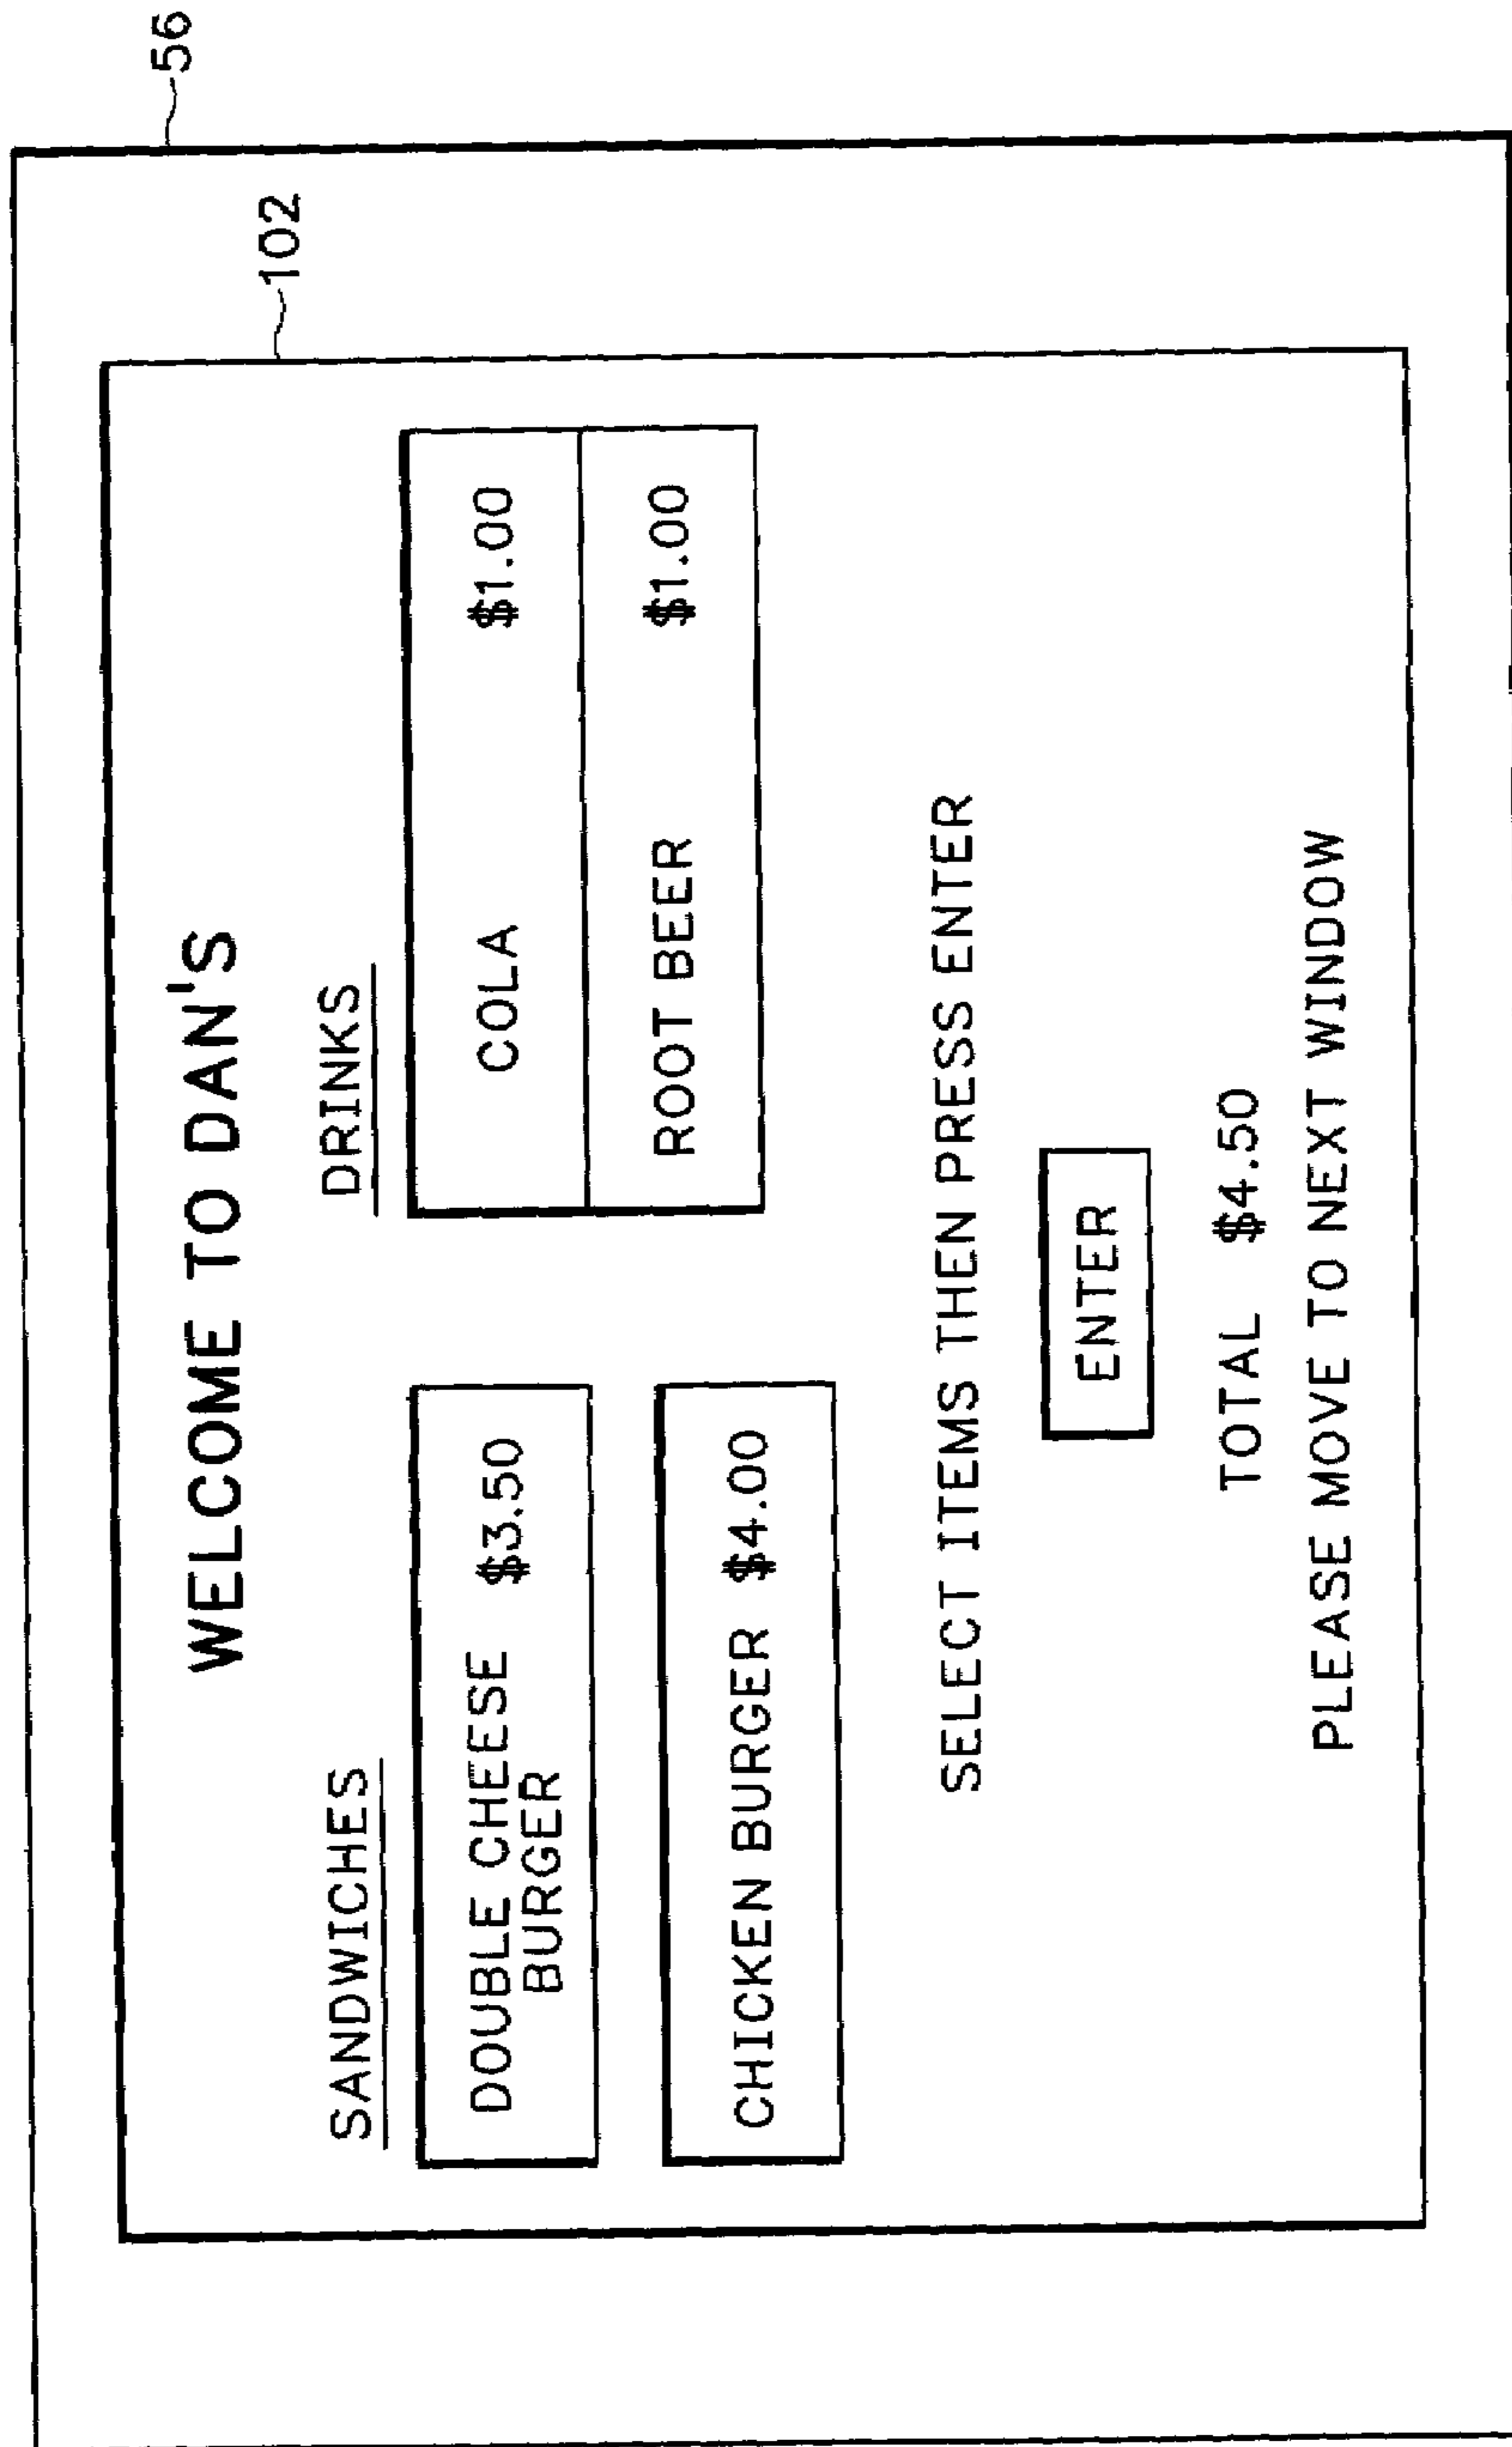 56
102
WELCOME TO DAN'S
SANDWICHES
DOUBLE CHEESE $3.50
BURGER
CHICKEN BURGER $4.00
DRINKS
COLA $1.00
ROOT BEER $1.00
SELECT ITEMS THEN PRESS ENTER
ENTER
TOTAL $4.50
PLEASE MOVE TO NEXT WINDOW